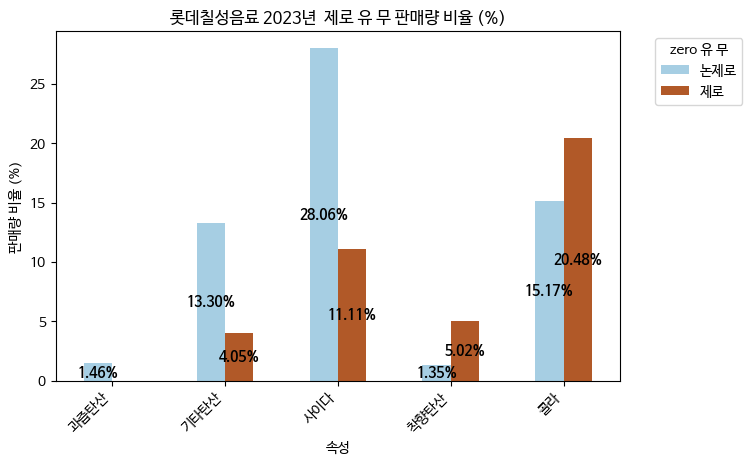 롯데칠성음료 2023년 제로 유 무 판매량 비율 (%)
zero 유 무
논제로
제로
판매량 비율 (%)
25
20
15
10
5
0
1.46%
13.30%
4.05%
28.06%
11.11%
1.35%
5.02%
15.17%
20.48%
과즙탄산
기타탄산
사이다
착향탄산
콜라
속성